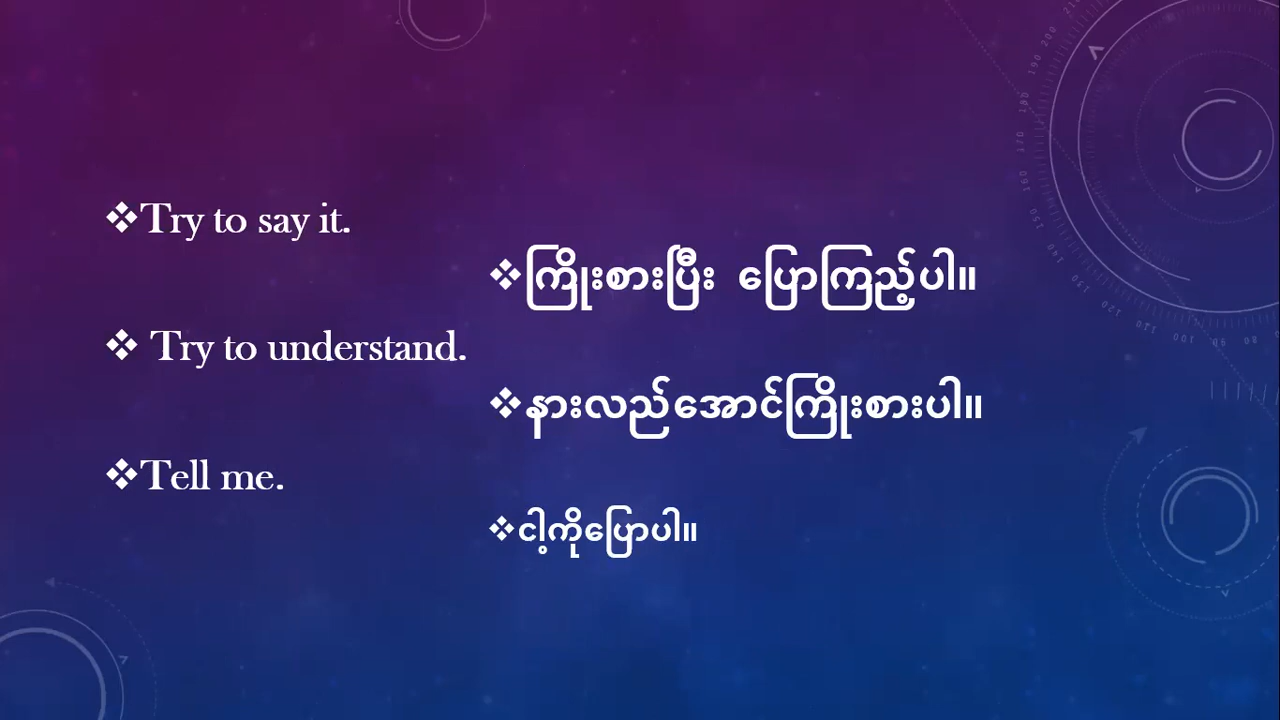 ❖Try to say it.
❖ကြိုးစားပြီး ပြောကြည့်ပါ။
❖ Try to understand.
❖နားလည်အောင်ကြိုးစားပါ။
❖Tell me.
❖ငါ့ကိုပြောပါ။